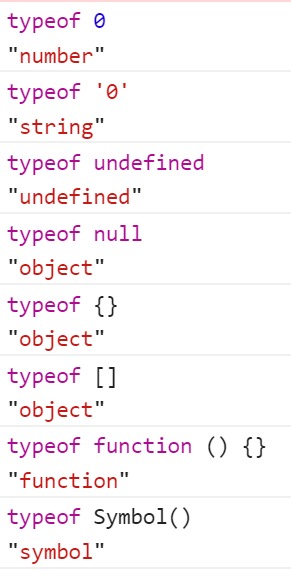 typeof 0
"number"
typeof '0'
"string"
typeof undefined
"undefined"
typeof null
"object"
typeof {}
"object"
typeof []
"object"
typeof function () {}
"function"
typeof Symbol()
"symbol"